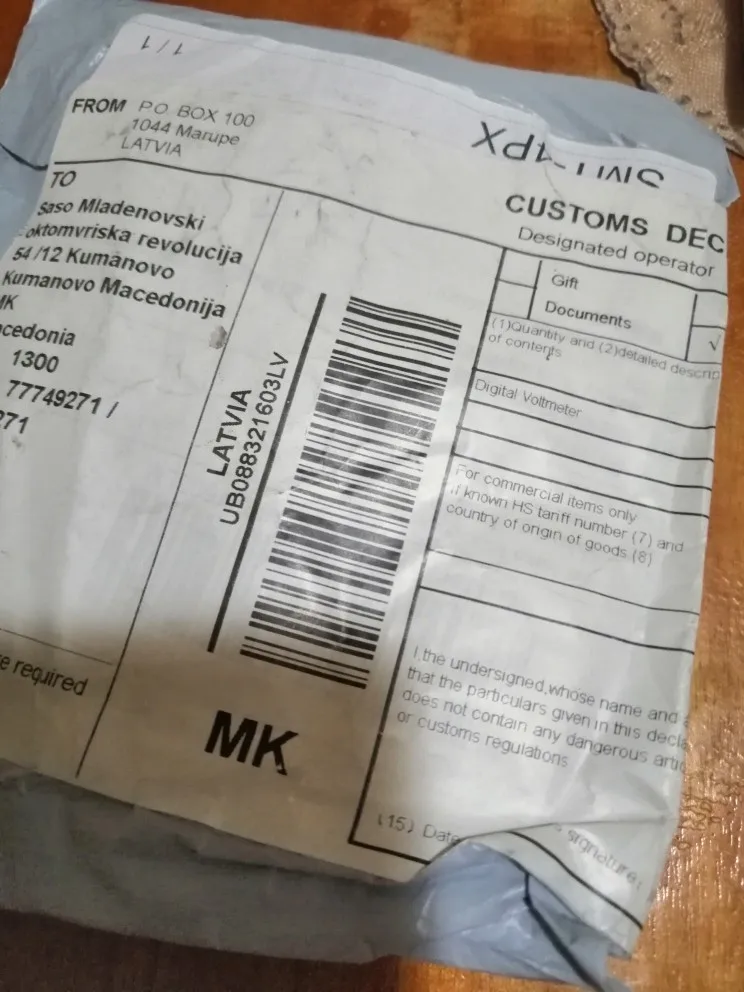 1/1
FROM PO BOX 100
1044 Marupe
LATVIA
TO
Saso Mladenovski
oktomvriska revolucija
54/12 Kumanovo
Kumanovo Macedonija
MK
acedonia
1300
77749271 /
271
e required
LATVIA
UB088321603LV
MK
CUSTOMS DEC
Designated operator
Gift
Documents
√
(1)Quantity and (2)detailed descrip
of contents
Digital Voltmeter
For commercial items only
if known HS tariff number (7) and
country of origin of goods (8)
I,the undersigned,whose name and a
that the particulars given in this decla
does not contain any dangerous artic
or customs regulations
(15) Date
s signature: